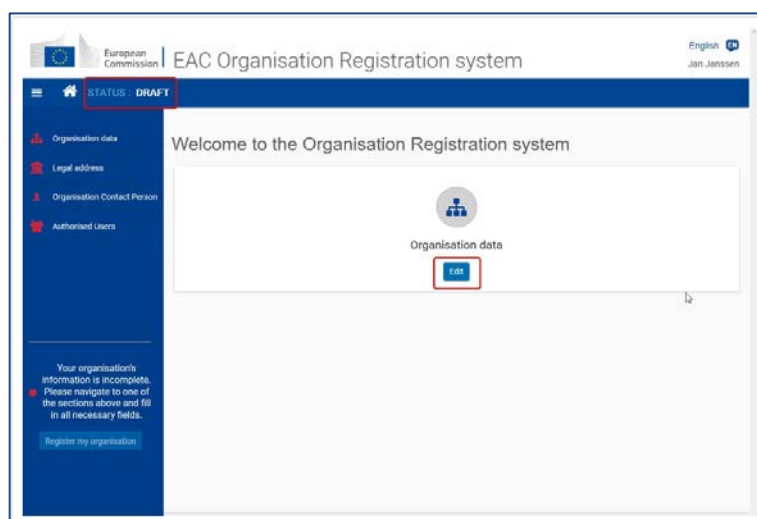 European
Commission
EAC Organisation Registration system
English EN
Jan Janssen
STATUS : DRAFT
Organisation data
Legal address
Organisation Contact Person
Authorised Users
Welcome to the Organisation Registration system
Organisation data
Edit
Your organisation's
information is incomplete.
Please navigate to one of
the sections above and fill
in all necessary fields.
Register my organisation